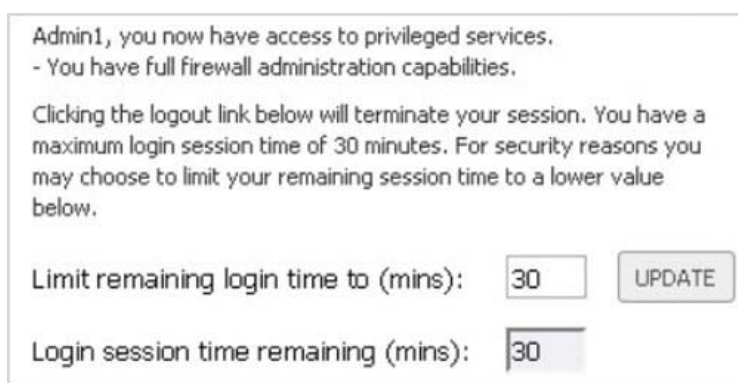 Admin1, you now have access to privileged services.
- You have full firewall administration capabilities.
Clicking the logout link below will terminate your session. You have a
maximum login session time of 30 minutes. For security reasons you
may choose to limit your remaining session time to a lower value
below.
Limit remaining login time to (mins): 30 UPDATE
Login session time remaining (mins): 30